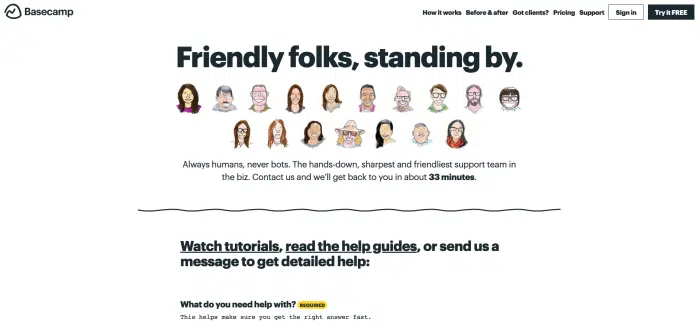 Basecamp
How it works Before & after Got clients? Pricing Support Sign in Try it FREE
Friendly folks, standing by.
Always humans, never bots. The hands-down, sharpest and friendliest support team in
the biz. Contact us and we'll get back to you in about 33 minutes.
Watch tutorials, read the help guides, or send us a
message to get detailed help:
What do you need help with? REQUIRED
This helps make sure you get the right answer fast.